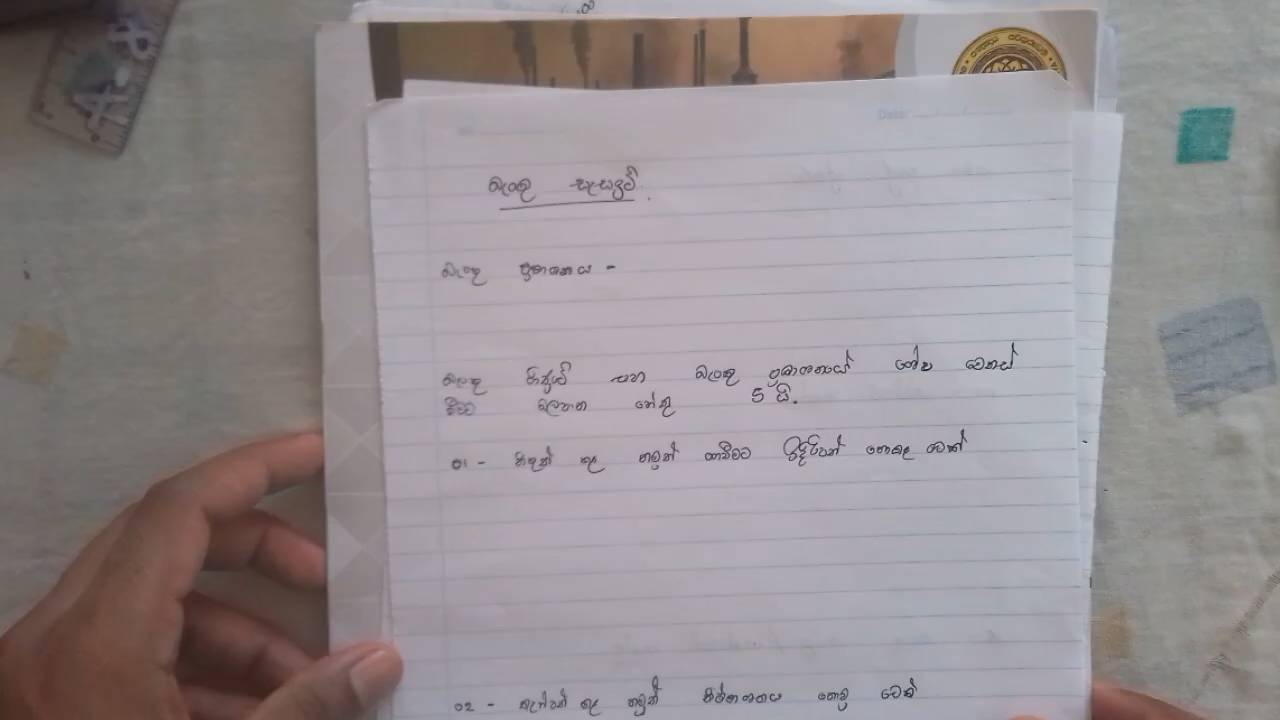 Date:
බැංකු සැසඳුම්.
බැංකු ප්‍රකාශනය -
බැංකු ගිණුම් සහ බැංකු ප්‍රකාශනයේ ශේෂ වෙනස්
වීමට බලපාන හේතු 5 යි.
01 - නිකුත් කළ නමුත් ගෙවීමට ඉදිරිපත් නොකළ චෙක්
02 - තැන්පත් කළ නමුත් නොවූ චෙක්